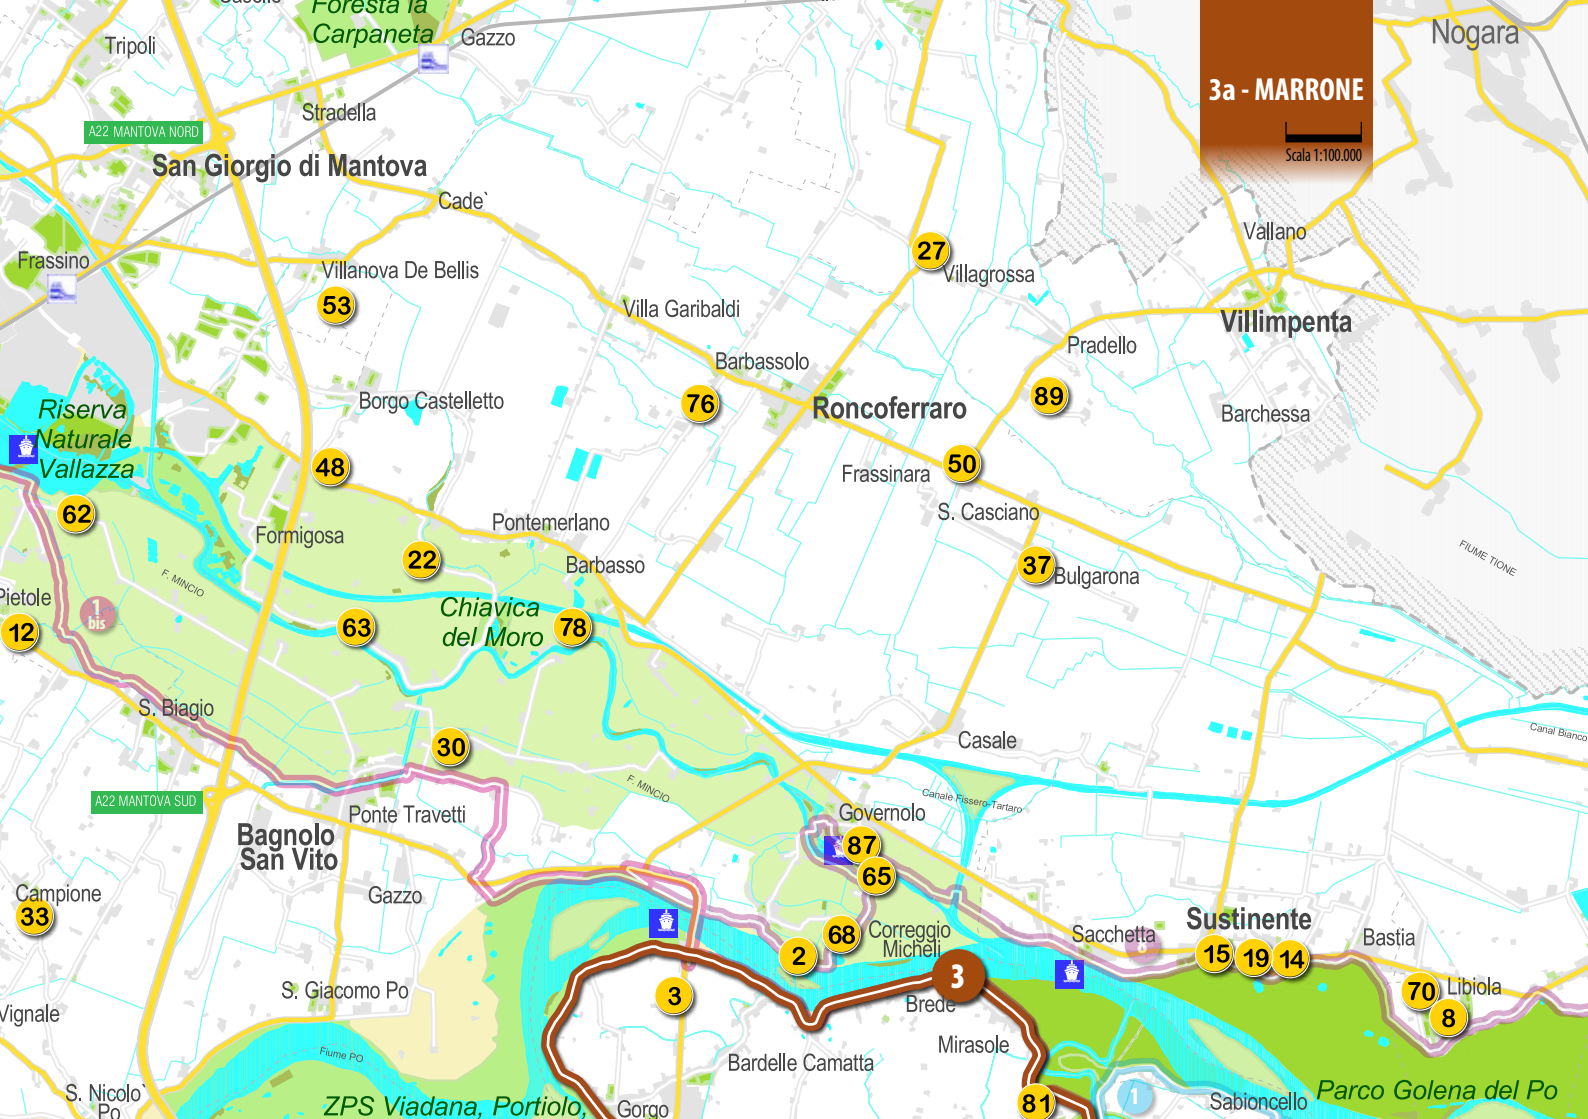 Foresta la
Carpaneta
Gazzo
Tripoli
Nogara
3a - MARRONE
Scala 1:100.000
Stradella
A22 MANTOVA NORD
San Giorgio di Mantova
Cade`
Vallano
Frassino
27
Villagrossa
Villanova De Bellis
53
Villa Garibaldi
Villimpenta
Pradello
Barbassolo
76
Roncoferraro
89
Borgo Castelletto
Barchessa
Riserva
Naturale
Vallazza
48
Frassinara
50
62
S. Casciano
Pontemerlano
Formigosa
22
Barbasso
37
Bulgarona
FIUME TIONE
F. MINCIO
Pietole
1
bis
12
63
Chiavica
del Moro
78
S. Biagio
30
Casale
Canal Bianco
F. MINCIO
A22 MANTOVA SUD
Canale Fissero-Tartaro
Ponte Travetti
Governolo
Bagnolo
San Vito
87
65
Gazzo
Campione
33
68
Correggio
Micheli
2
Sacchetta
8
Sustinente
15
19
14
Bastia
3
S. Giacomo Po
3
Brede
70
Libiola
8
Vignale
Mirasole
Fiume PO
Bardelle Camatta
S. Nicolo`
Po
ZPS Viadana, Portiolo,
Gorgo
81
1
Sabioncello
Parco Golena del Po